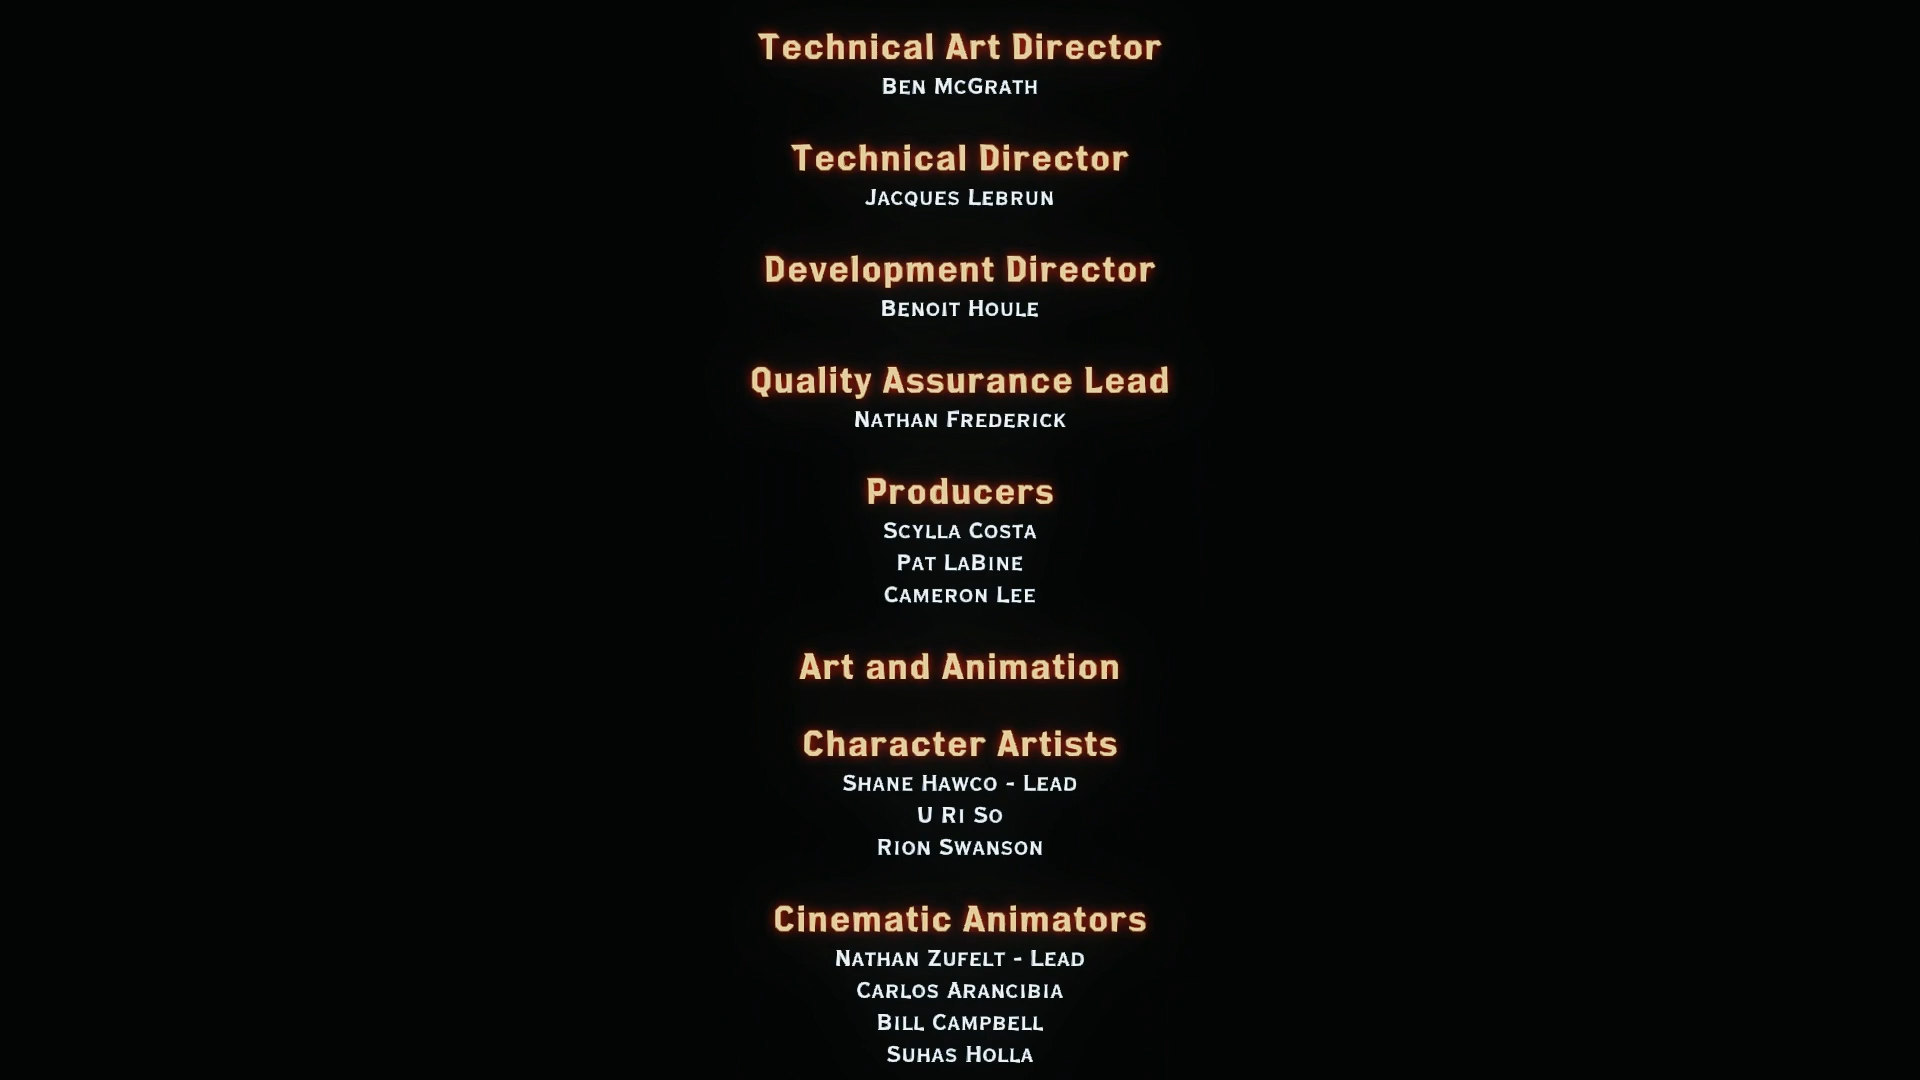 Technical Art Director
Ben McGrath
Technical Director
Jacques Lebrun
Development Director
Benoit Houle
Quality Assurance Lead
Nathan Frederick
Producers
Scylla Costa
Pat LaBine
Cameron Lee
Art and Animation
Character Artists
Shane Hawco - Lead
U Ri So
Rion Swanson
Cinematic Animators
Nathan Zufelt - Lead
Carlos Arancibia
Bill Campbell
Suhas Holla